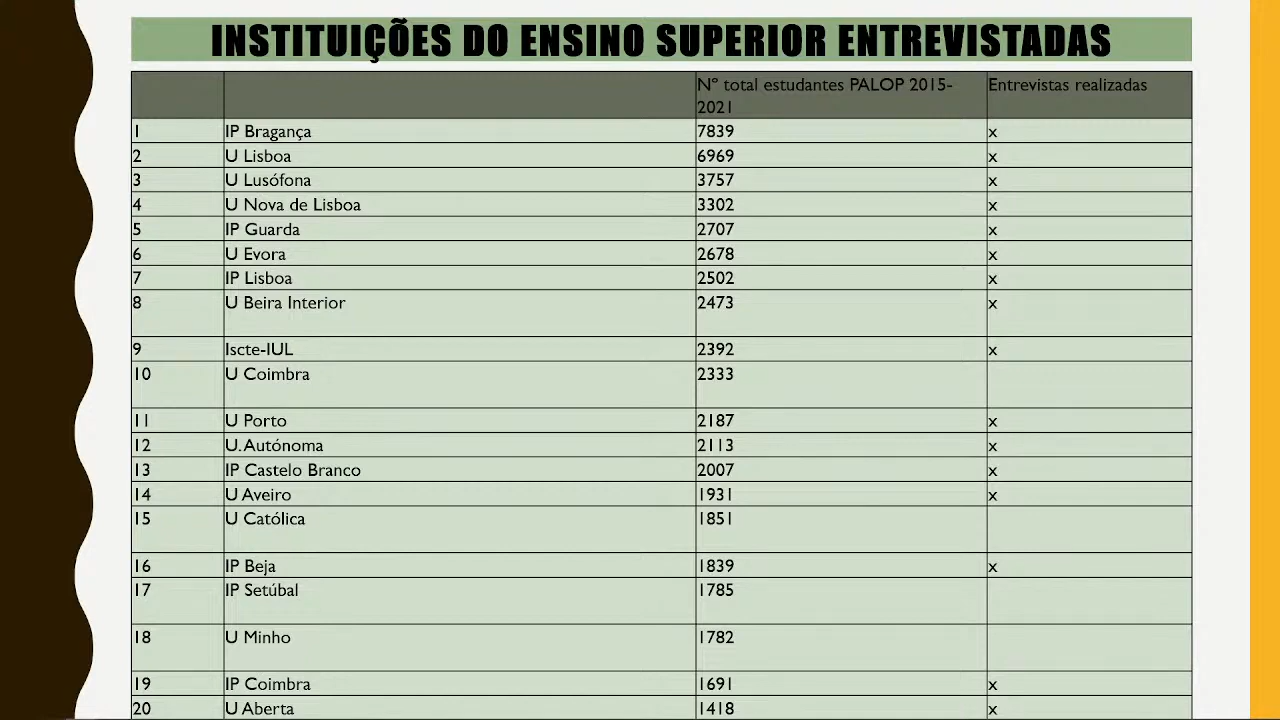 INSTITUIÇÕES DO ENSINO SUPERIOR ENTREVISTADAS
Nº total estudantes PALOP 2015-2021 Entrevistas realizadas
1 IP Bragança 7839 x
2 U Lisboa 6969 x
3 U Lusófona 3757 x
4 U Nova de Lisboa 3302 x
5 IP Guarda 2707 x
6 U Evora 2678 x
7 IP Lisboa 2502 x
8 U Beira Interior 2473 x
9 Iscte-IUL 2392 x
10 U Coimbra 2333
11 U Porto 2187 x
12 U. Autónoma 2113 x
13 IP Castelo Branco 2007 x
14 U Aveiro 1931 x
15 U Católica 1851
16 IP Beja 1839 x
17 IP Setúbal 1785
18 U Minho 1782
19 IP Coimbra 1691 x
20 U Aberta 1418 x